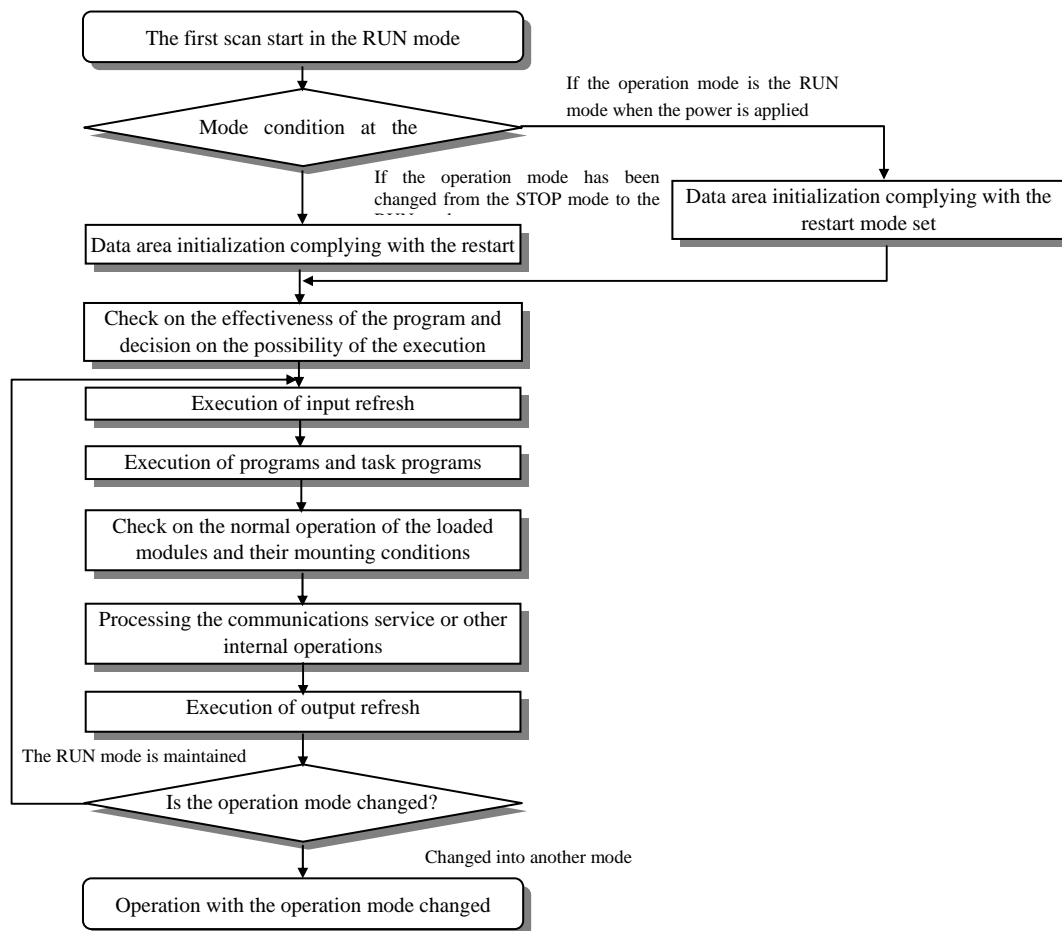 The first scan start in the RUN mode
If the operation mode is the RUN
mode when the power is applied
Mode condition at the
If the operation mode has been
changed from the STOP mode to the
Data area initialization complying with the
restart mode set
Data area initialization complying with the restart
Check on the effectiveness of the program and
decision on the possibility of the execution
Execution of input refresh
Execution of programs and task programs
Check on the normal operation of the loaded
modules and their mounting conditions
Processing the communications service or other
internal operations
Execution of output refresh
The RUN mode is maintained
Is the operation mode changed?
Changed into another mode
Operation with the operation mode changed